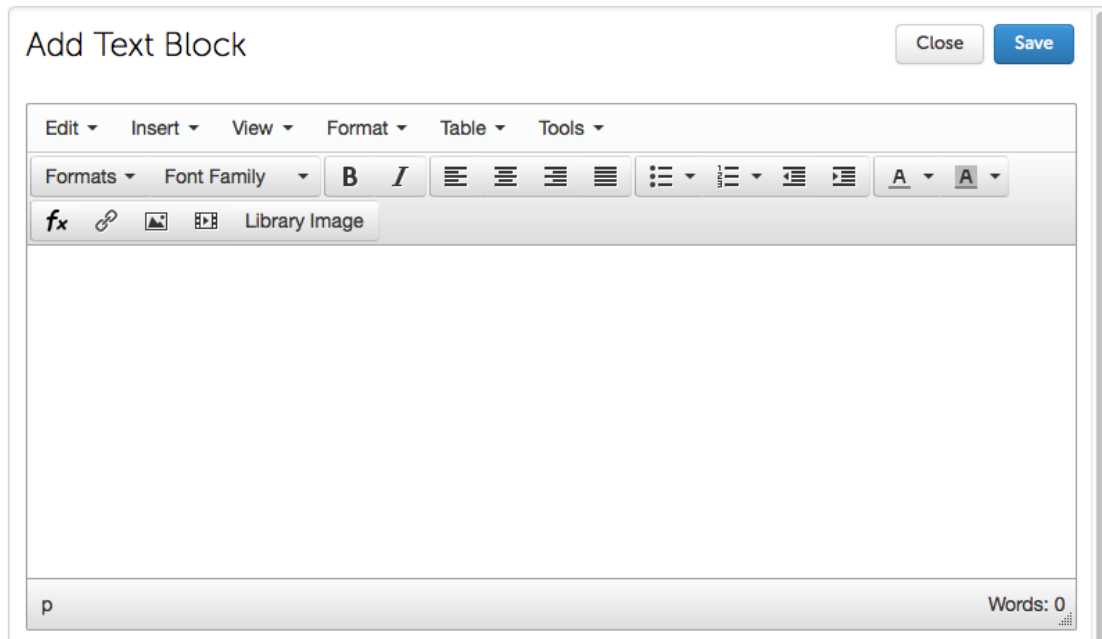 Add Text Block
Close Save
Edit Insert View Format Table Tools
Formats Font Family B I A A
fx Library Image
p Words: 0